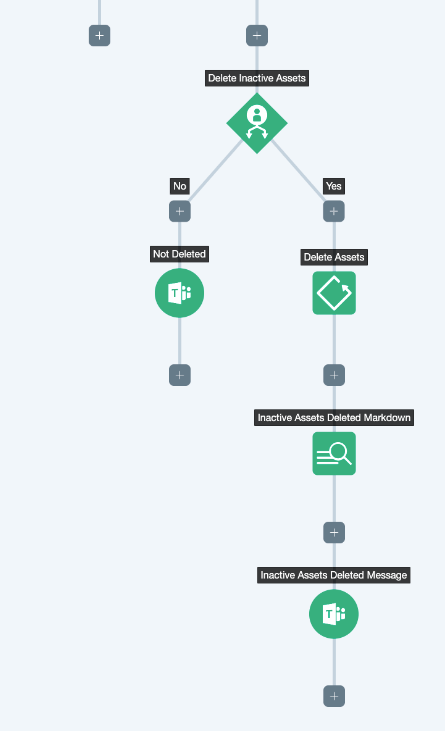 Delete Inactive Assets
No
Yes
Not Deleted
Delete Assets
T
Inactive Assets Deleted Markdown
Inactive Assets Deleted Message
T